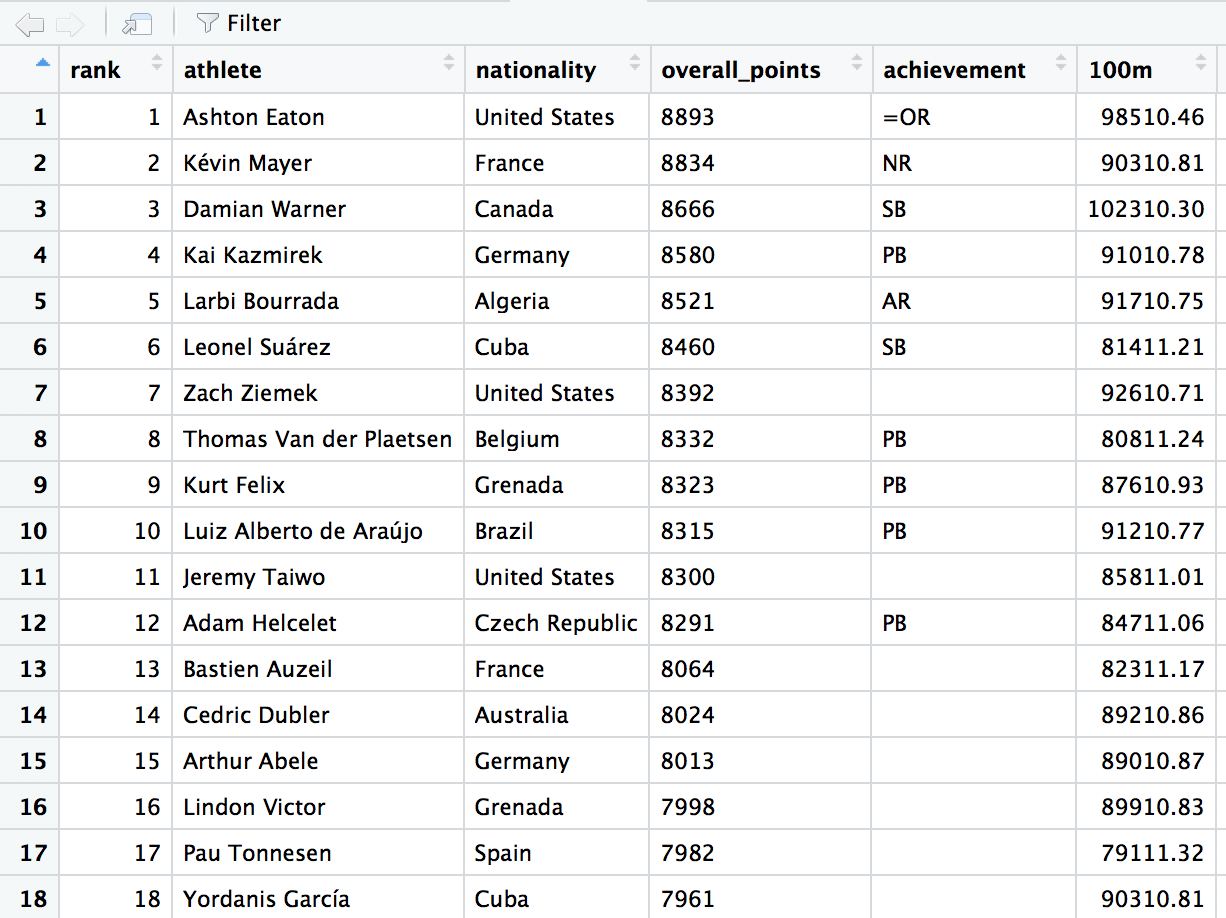 Filter
rank athlete nationality overall_points achievement 100m
1 1 Ashton Eaton United States 8893 =OR 98510.46
2 2 Kévin Mayer France 8834 NR 90310.81
3 3 Damian Warner Canada 8666 SB 102310.30
4 4 Kai Kazmirek Germany 8580 PB 91010.78
5 5 Larbi Bourrada Algeria 8521 AR 91710.75
6 6 Leonel Suárez Cuba 8460 SB 81411.21
7 7 Zach Ziemek United States 8392 92610.71
8 8 Thomas Van der Plaetsen Belgium 8332 PB 80811.24
9 9 Kurt Felix Grenada 8323 PB 87610.93
10 10 Luiz Alberto de Araújo Brazil 8315 PB 91210.77
11 11 Jeremy Taiwo United States 8300 85811.01
12 12 Adam Helcelet Czech Republic 8291 PB 84711.06
13 13 Bastien Auzeil France 8064 82311.17
14 14 Cedric Dubler Australia 8024 89210.86
15 15 Arthur Abele Germany 8013 89010.87
16 16 Lindon Victor Grenada 7998 89910.83
17 17 Pau Tonnesen Spain 7982 79111.32
18 18 Yordanis García Cuba 7961 90310.81